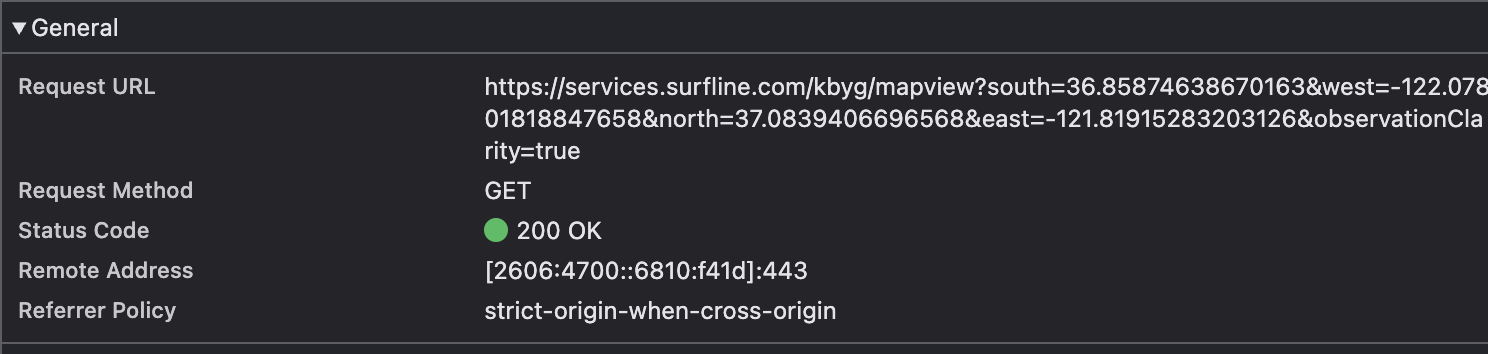 General
Request URL
https://services.surfline.com/kbyg/mapview?south=36.85874638670163&west=-122.078
01818847658&north=37.0839406696568&east=-121.81915283203126&observationCla
rity=true
Request Method
GET
Status Code
200 OK
Remote Address
[2606:4700::6810:f41d]:443
Referrer Policy
strict-origin-when-cross-origin